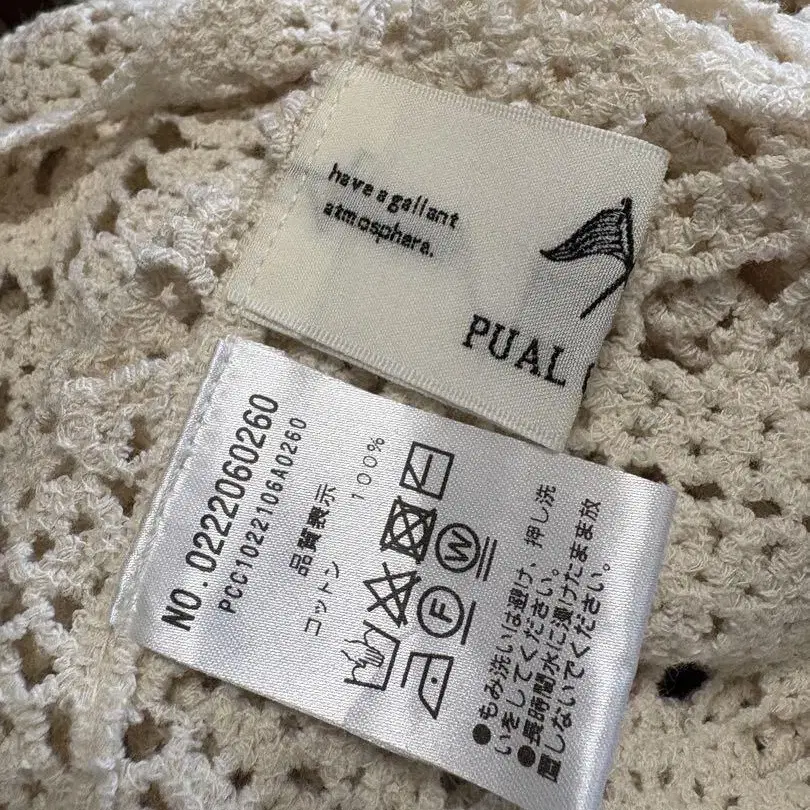 have a gallant
atmosphere.
PUAL
NO.0222060260
PCC1022106A0260
品質表示
コットン 100%
W
F
●もみ洗いは避け、押し洗
いをしてください。
●長時間水に浸けたまま放
置しないでください。